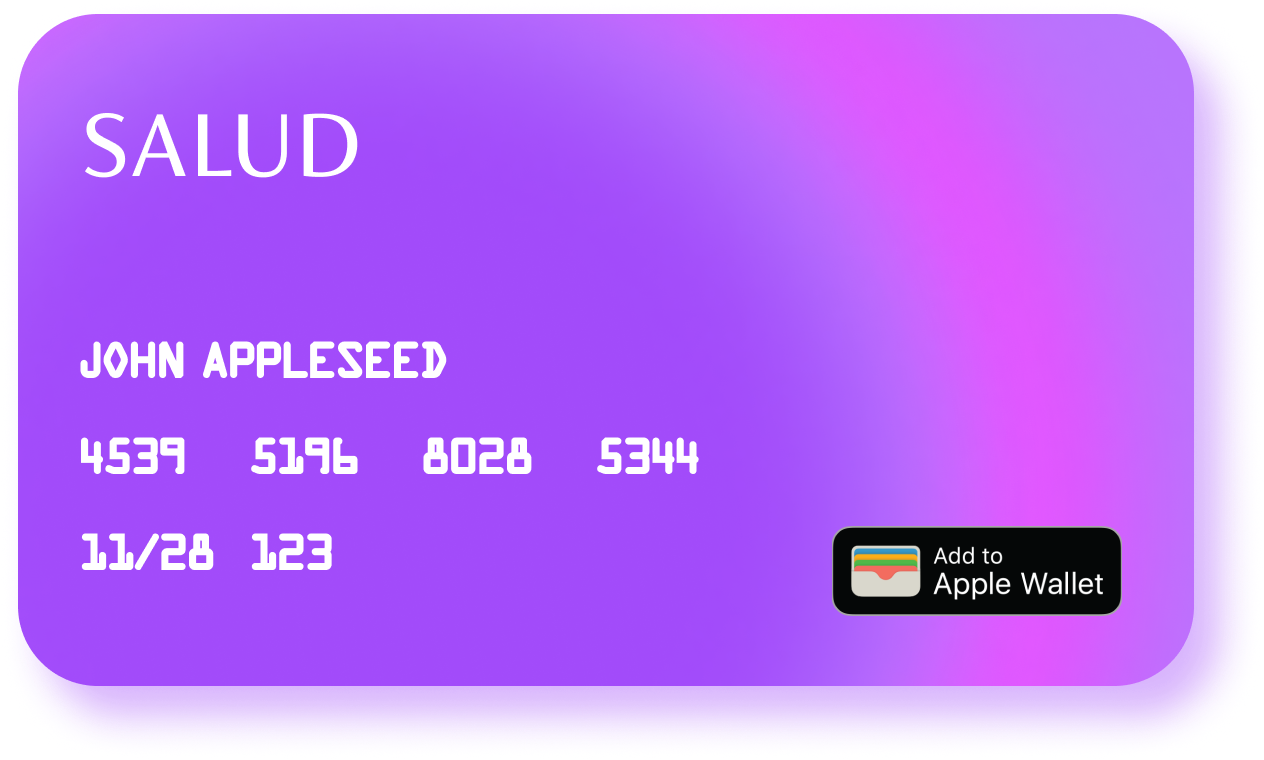 SALUD
JOHN APPLESEED
4539 5196 8028 5344
11/28 123
Add to
Apple Wallet